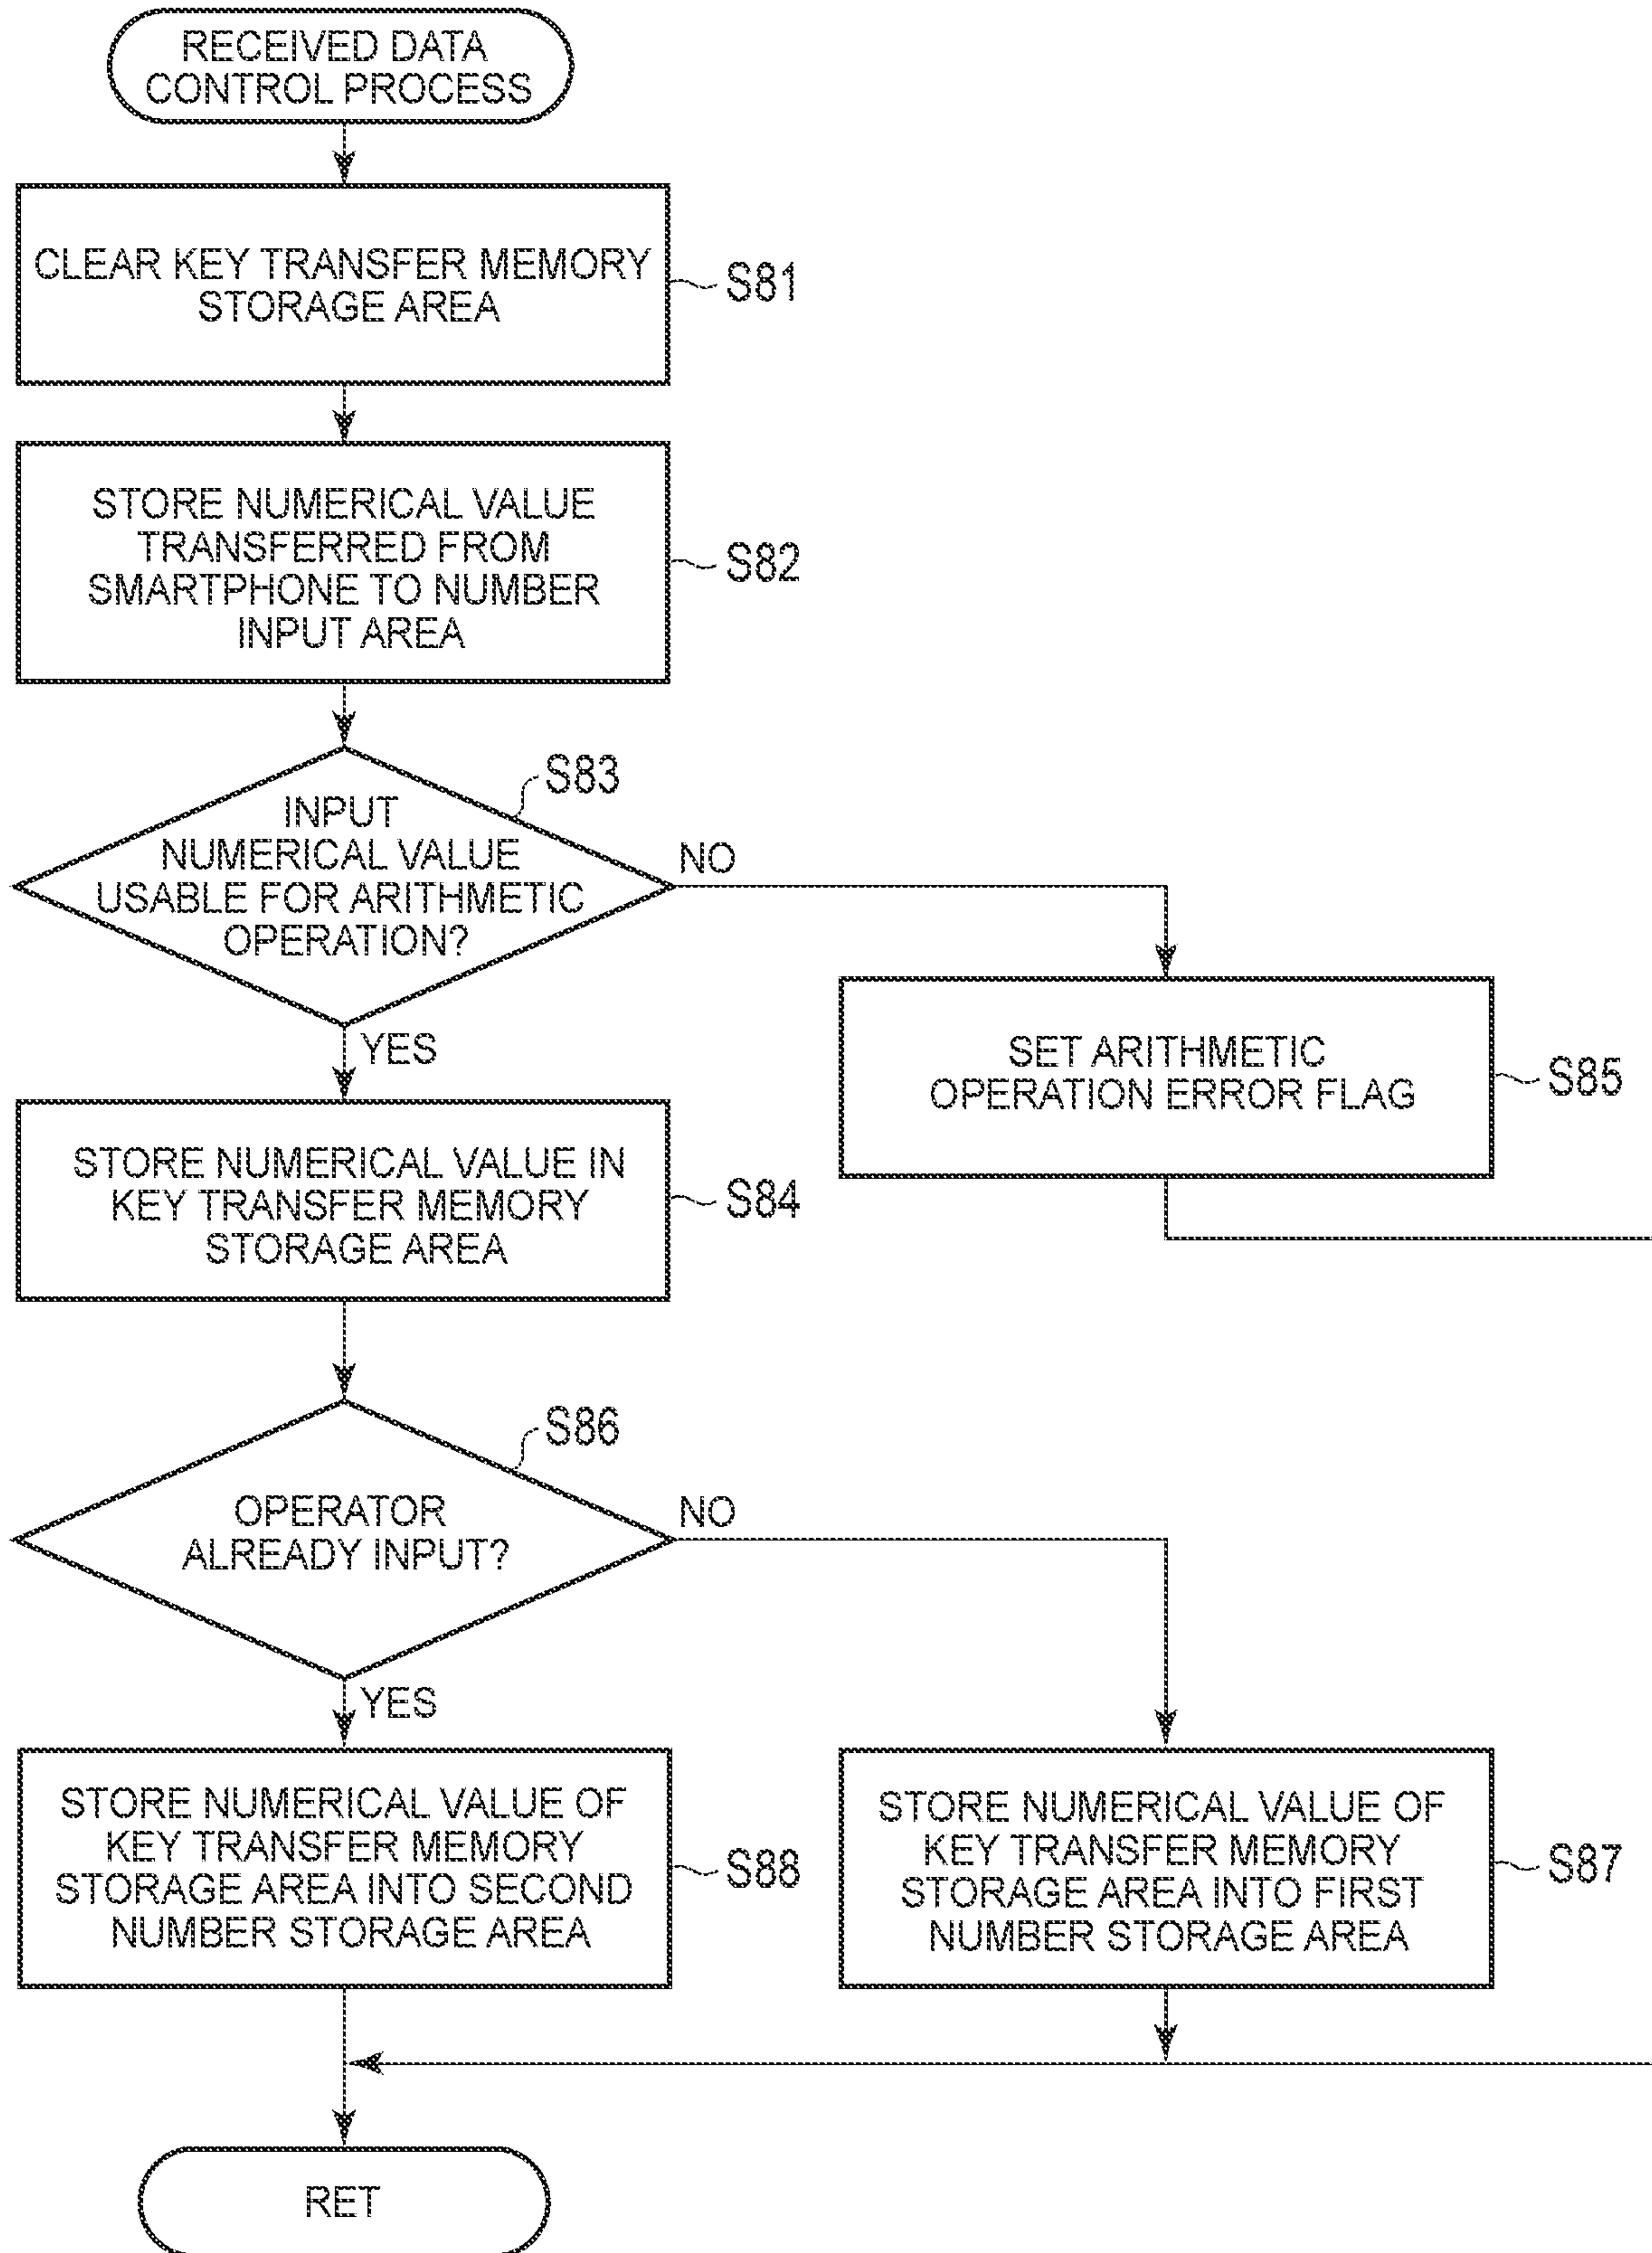 RECEIVED DATA
CONTROL PROCESS
CLEAR KEY TRANSFER MEMORY
STORAGE AREA
S81
STORE NUMERICAL VALUE
TRANSFERRED FROM
SMARTPHONE TO NUMBER
INPUT AREA
S82
S83
INPUT
NUMERICAL VALUE
USABLE FOR ARITHMETIC
OPERATION?
NO
YES
SET ARITHMETIC
OPERATION ERROR FLAG
S85
STORE NUMERICAL VALUE IN
KEY TRANSFER MEMORY
STORAGE AREA
S84
S86
OPERATOR
ALREADY INPUT?
NO
YES
STORE NUMERICAL VALUE OF
KEY TRANSFER MEMORY
STORAGE AREA INTO SECOND
NUMBER STORAGE AREA
S88
STORE NUMERICAL VALUE OF
KEY TRANSFER MEMORY
STORAGE AREA INTO FIRST
NUMBER STORAGE AREA
S87
RET